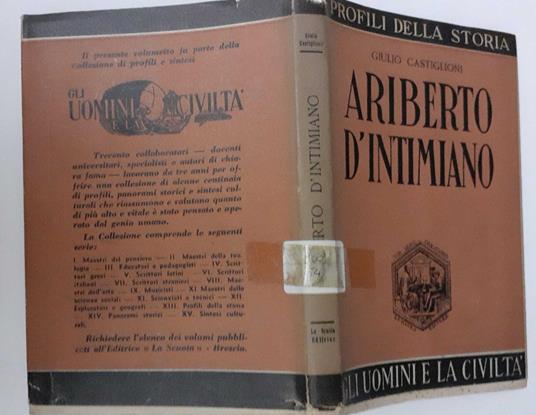 Il presente volumetto fa parte della
collezione di profili e sintesi
GLI
UOMINI CIVILTÀ
E LA
Trecento collaboratori — docenti
universitari, specialisti e autori di chia-
ra fama — lavorano da tre anni per of-
frire una collezione di alcune centinaia
di profili, panorami storici e sintesi cul-
turali che riassumono e valutano quanto
di più alto e vitale è stato pensato e ope-
rato dal genio umano.
La Collezione comprende le seguenti
serie:
I. Maestri del pensiero — II. Maestri della teo-
logia — III. Educatori e pedagogisti — IV. Scrit-
tori greci — V. Scrittori latini — VI. Scrittori
italiani — VII. Scrittori stranieri — VIII. Mae-
stri dell'arte — IX. Musicisti — XI Maestri delle
scienze sociali — XI. Scienziati e tecnici — XII.
Esploratori e geografi — XIII. Profili della storia
XIV. Panorami storici — XV. Sintesi cultu-
rali.
Richiedere l'elenco dei volumi pubbli-
cati all'Editrice « La Scuola » - Brescia.
Giulio
Castiglioni
BERTO D'INTIMIANO
La Scuola
Editrice
PROFILI DELLA STORIA
GIULIO CASTIGLIONI
ARIBERTO
D'INTIMIANO
GLI UOMINI E LA CIVILTA'